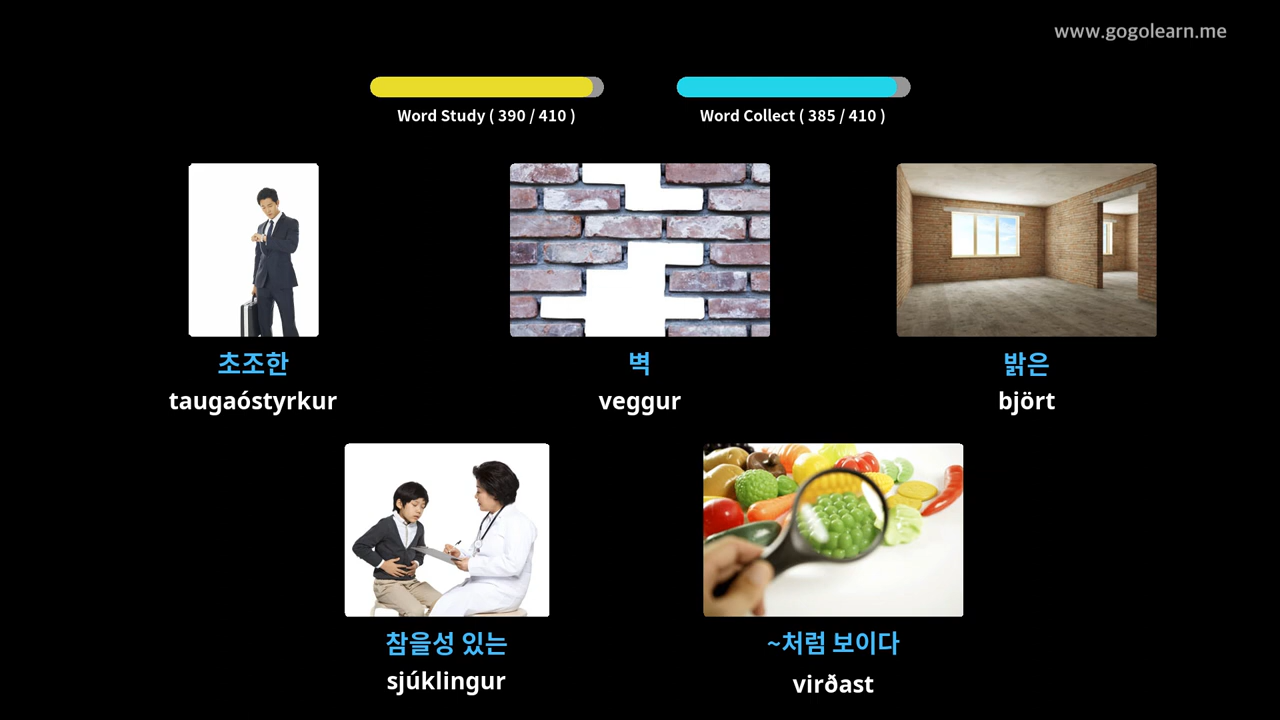 www.gogolearn.me
Word Study ( 390 / 410 )
Word Collect ( 385 / 410 )
초조한
벽
밝은
taugaóstyrkur
veggur
björt
참을성 있는
~처럼 보이다
sjúklingur
virðast